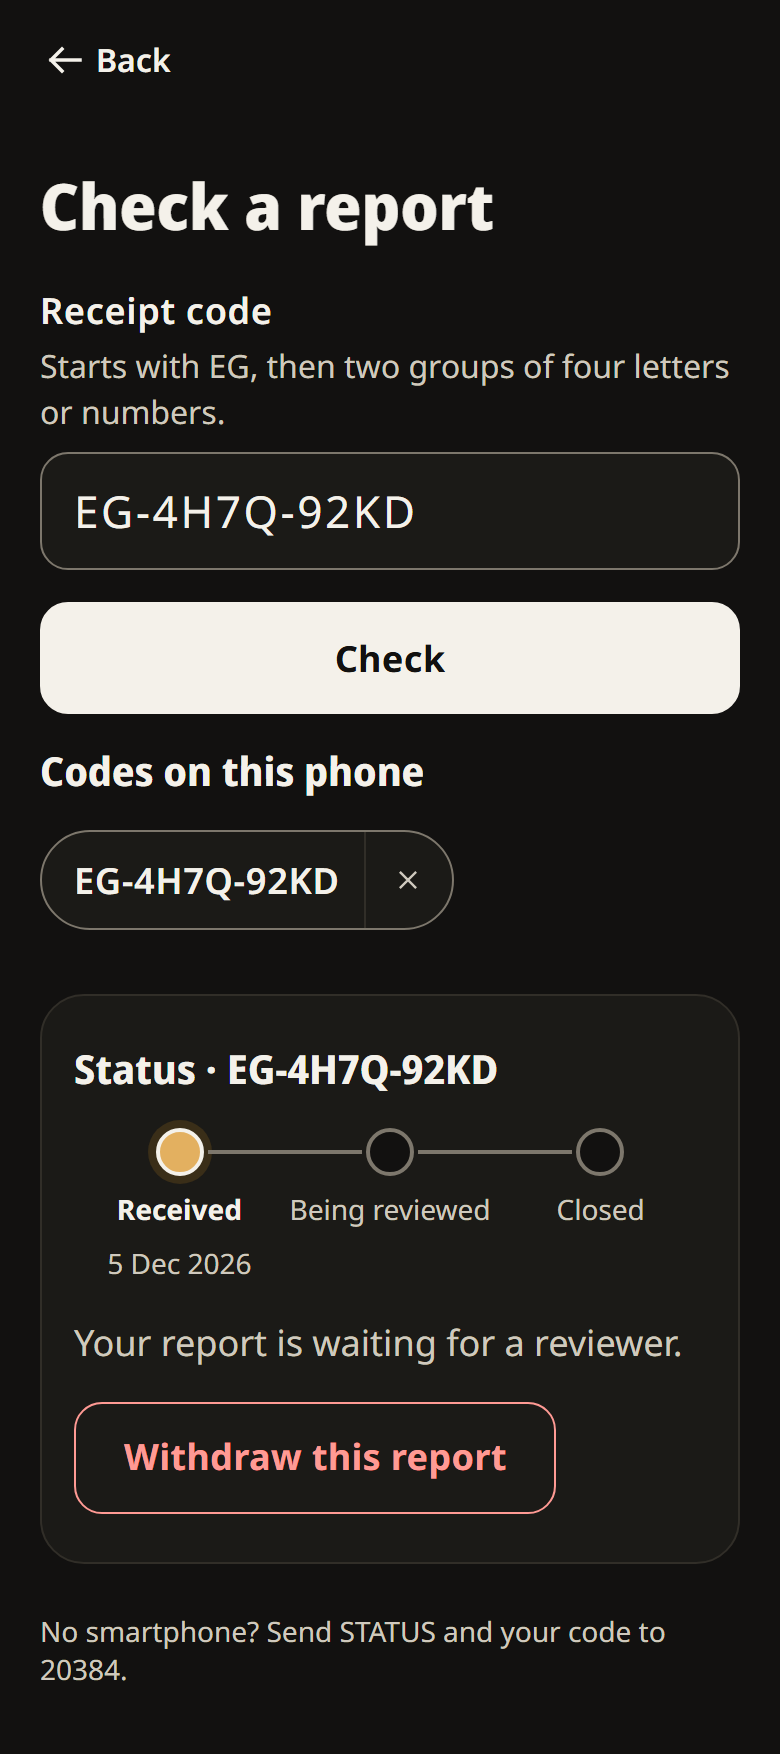 Back
Check a report
Receipt code
Starts with EG, then two groups of four letters
or numbers.
EG-4H7Q-92KD
Check
Codes on this phone
EG-4H7Q-92KD ×
Status · EG-4H7Q-92KD
Received Being reviewed Closed
5 Dec 2026
Your report is waiting for a reviewer.
Withdraw this report
No smartphone? Send STATUS and your code to
20384.